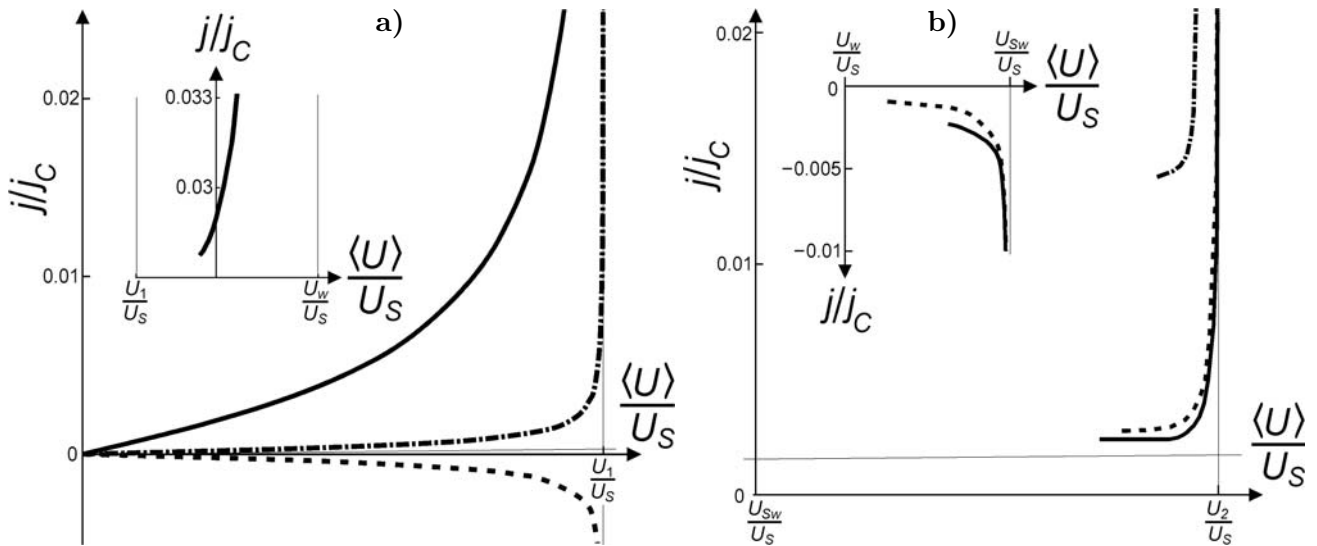 a)
j/j_C
0.02
0.01
0
j/j_C
0.033
0.03
U_1/U_S
U_w/U_S
⟨U⟩/U_S
⟨U⟩/U_S
U_1/U_S
b)
j/j_C
0.02
0.01
0
U_w/U_S
U_Sw/U_S
⟨U⟩/U_S
0
−0.005
−0.01
j/j_C
⟨U⟩/U_S
U_Sw/U_S
U_2/U_S